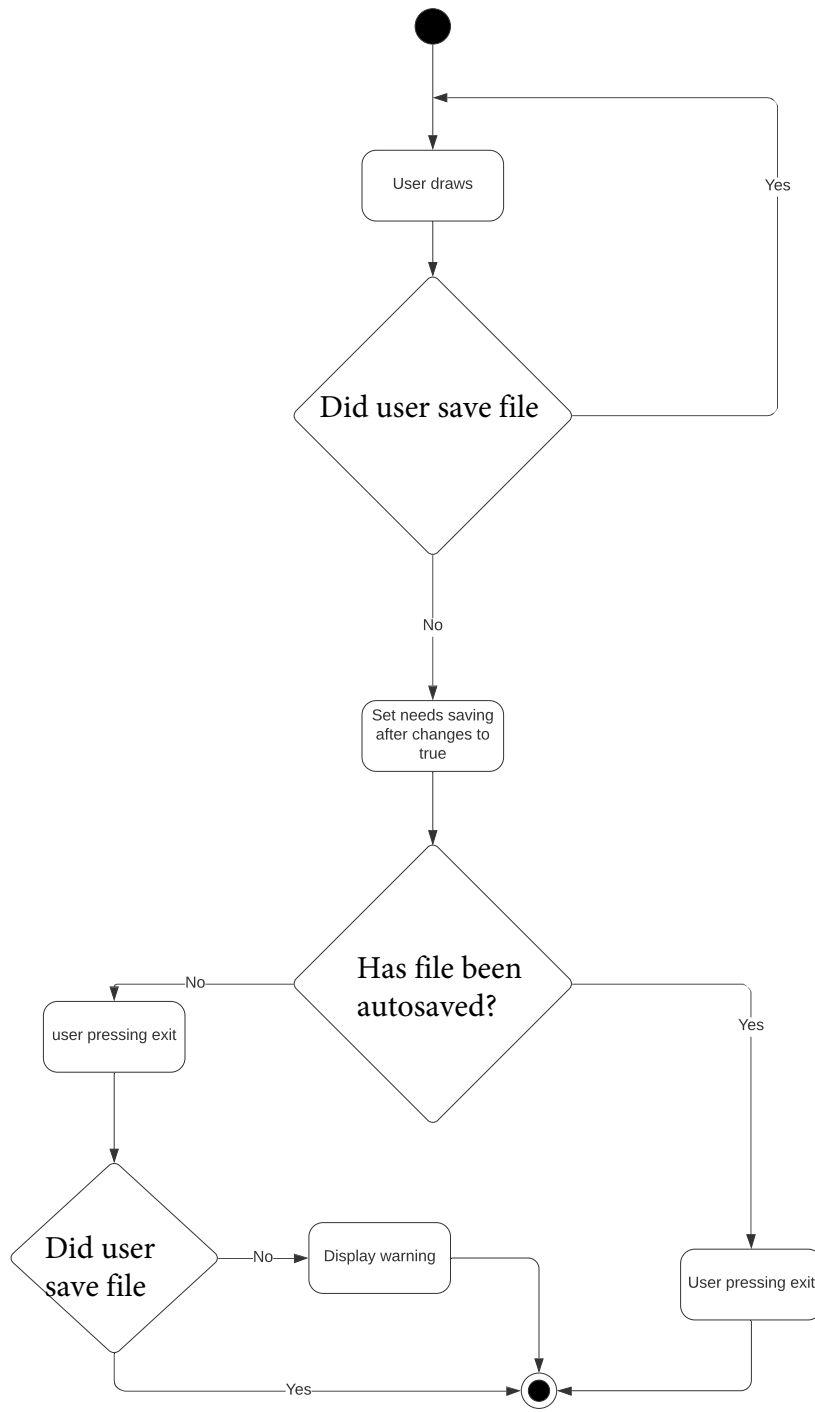 User draws
Yes
Did user save file
No
Set needs saving
after changes to
true
Has file been
autosaved?
No
Yes
user pressing exit
Did user
save file
No
Display warning
User pressing exit
Yes